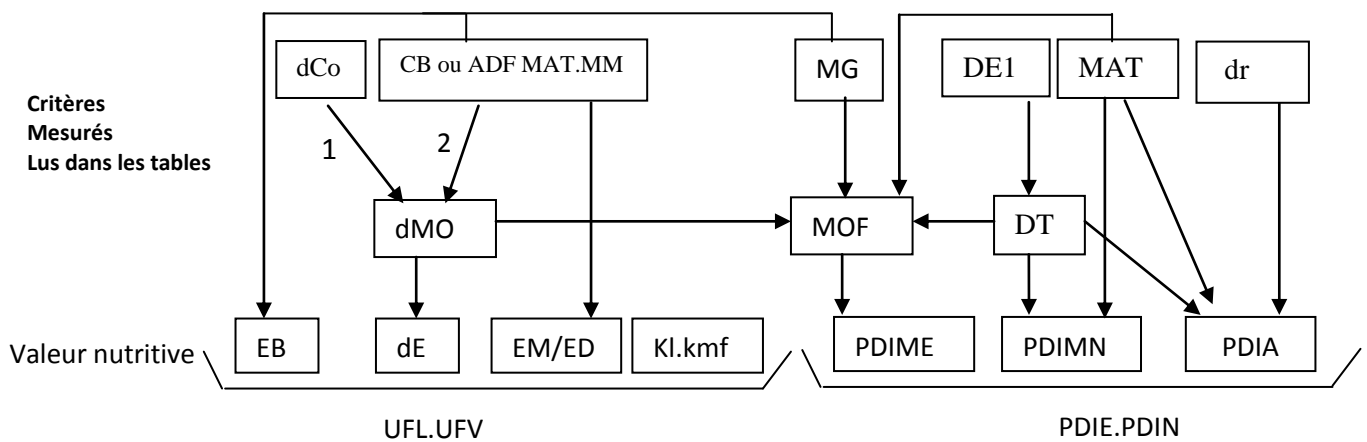 dCo
CB ou ADF MAT.MM
MG
DE1
MAT
dr
Critères
Mesurés
Lus dans les tables
1
2
dMO
MOF
DT
Valeur nutritive
EB
dE
EM/ED
Kl.kmf
PDIME
PDIMN
PDIA
UFL.UFV
PDIE.PDIN